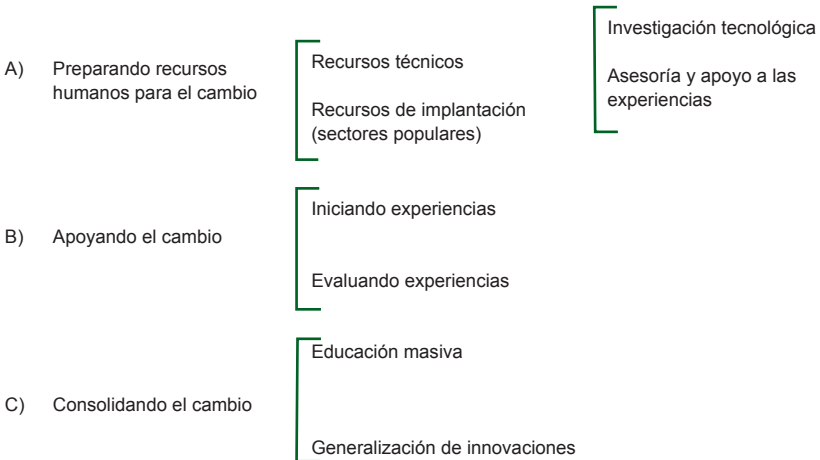 A) Preparando recursos
humanos para el cambio
Recursos técnicos
Recursos de implantación
(sectores populares)
Investigación tecnológica
Asesoría y apoyo a las
experiencias
B) Apoyando el cambio
Iniciando experiencias
Evaluando experiencias
C) Consolidando el cambio
Educación masiva
Generalización de innovaciones